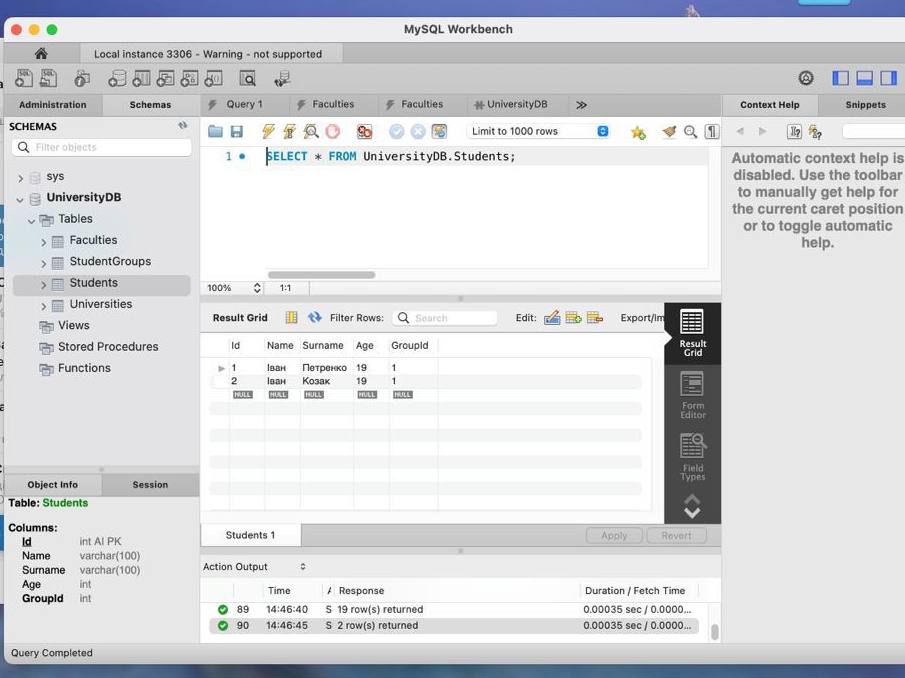 MySQL Workbench
Local instance 3306 - Warning - not supported
Administration Schemas Query 1 Faculties Faculties UniversityDB Context Help Snippets
SCHEMAS
Filter objects
Limit to 1000 rows
1 SELECT * FROM UniversityDB.Students;
sys
UniversityDB
Tables
Faculties
StudentGroups
Students
Universities
Views
Stored Procedures
Functions
Automatic context help is
disabled. Use the toolbar
to manually get help for
the current caret position
or to toggle automatic
help.
100% 1:1
Result Grid Filter Rows: Search Edit: Export/Im
Id Name Surname Age GroupId
1 Іван Петренко 19 1
2 Іван Козак 19 1
NULL NULL NULL NULL NULL
Result
Grid
Form
Editor
Field
Types
Object Info Session
Table: Students
Columns:
Id int AI PK
Name varchar(100)
Surname varchar(100)
Age int
GroupId int
Students 1 Apply Revert
Action Output
Time A Response Duration / Fetch Time
89 14:46:40 S 19 row(s) returned 0.00035 sec / 0.0000...
90 14:46:45 S 2 row(s) returned 0.00035 sec / 0.0000...
Query Completed